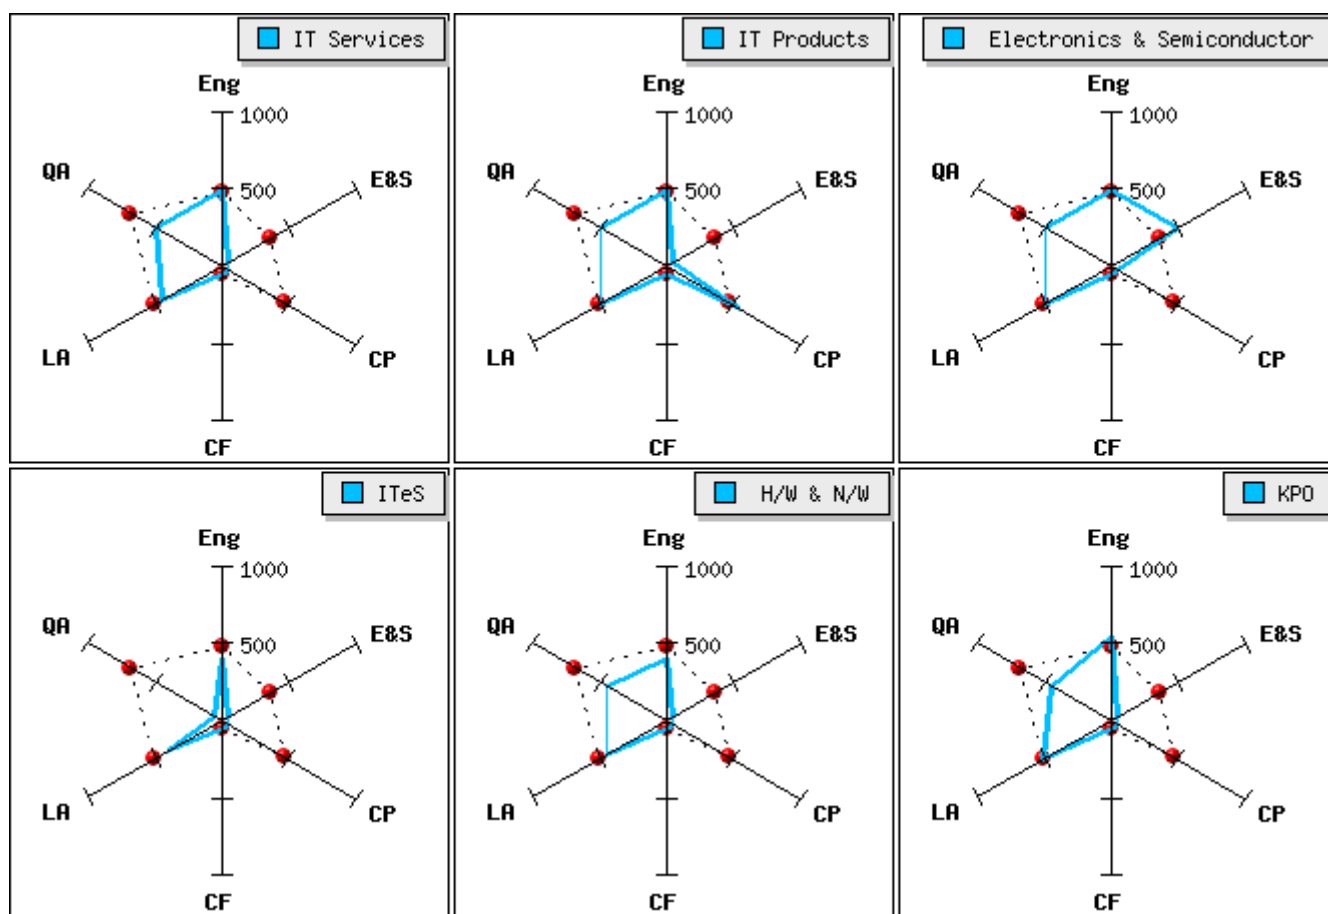 IT Services
Eng
1000
QA
E&S
500
LA
CP
CF
IT Products
Eng
1000
QA
E&S
500
LA
CP
CF
Electronics & Semiconductor
Eng
1000
QA
E&S
500
LA
CP
CF
ITeS
Eng
1000
QA
E&S
500
LA
CP
CF
H/W & N/W
Eng
1000
QA
E&S
500
LA
CP
CF
KPO
Eng
1000
QA
E&S
500
LA
CP
CF